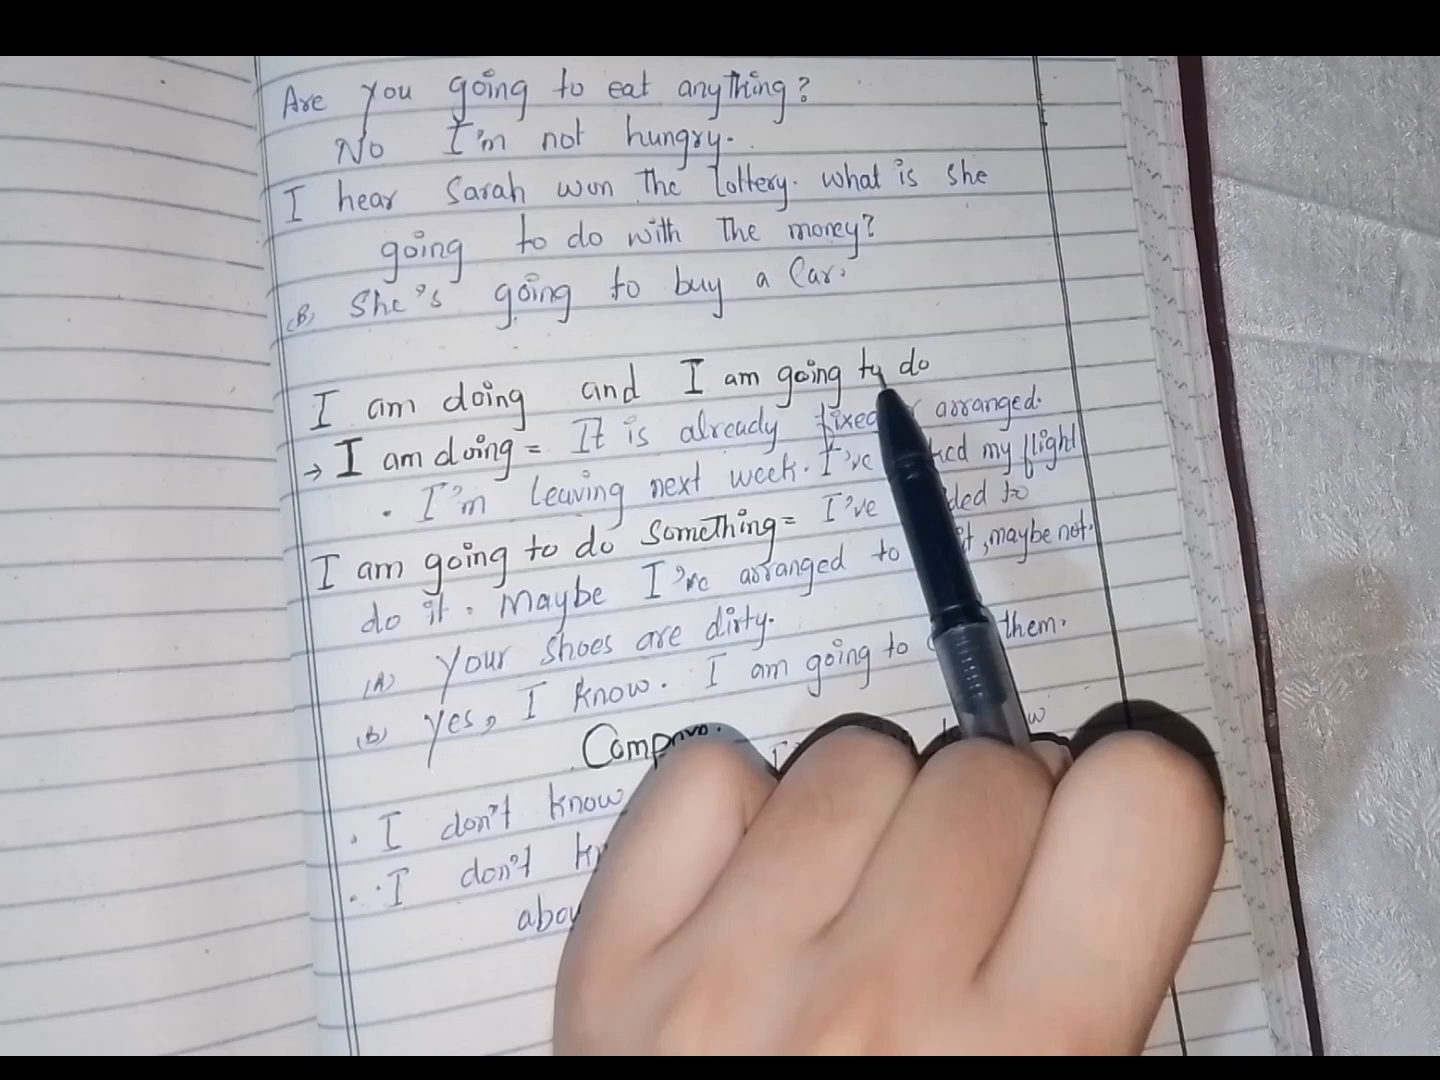 Are you going to eat anything?
No I'm not hungry.
I hear Sarah won the lottery. what is she
going to do with the money?
(B) She's going to buy a Car.
I am doing and I am going to do
→ I am doing = It is already fixed arranged.
. I'm leaving next week. I've my flight
I am going to do something = I've to
do it. Maybe I've arranged to it, maybe not.
(A) Your shoes are dirty.
(B) Yes, I know. I am going to them.
. I don't know
. . I don't